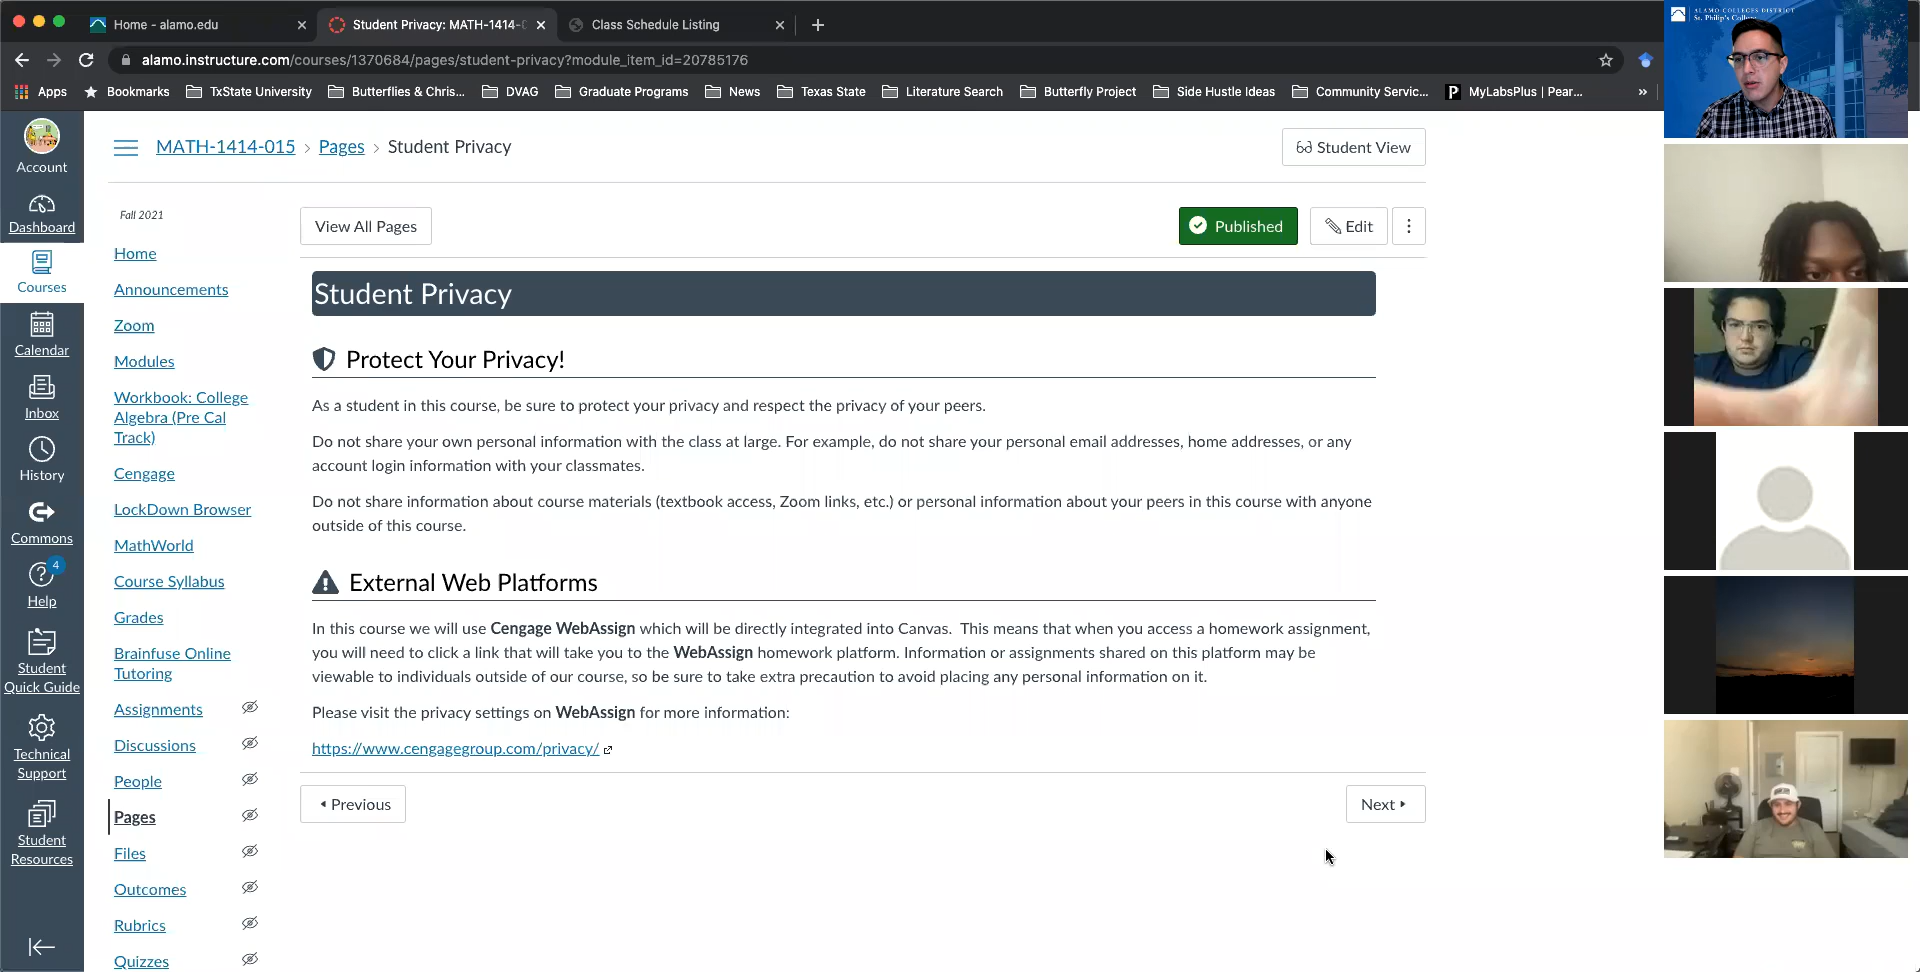 Home - alamo.edu
Student Privacy: MATH-1414-
Class Schedule Listing
alamo.instructure.com/courses/1370684/pages/student-privacy?module_item_id=20785176
Apps
Bookmarks
TxState University
Butterflies & Chris...
DVAG
Graduate Programs
News
Texas State
Literature Search
Butterfly Project
Side Hustle Ideas
Community Servic...
MyLabsPlus | Pear...
»
ALAMO COLLEGES DISTRICT
St. Philip's College
Account
Dashboard
Courses
Calendar
Inbox
History
Commons
4
Help
Student
Quick Guide
Technical
Support
Student
Resources
MATH-1414-015 › Pages › Student Privacy
Student View
Fall 2021
Home
Announcements
Zoom
Modules
Workbook: College
Algebra (Pre Cal
Track)
Cengage
LockDown Browser
MathWorld
Course Syllabus
Grades
Brainfuse Online
Tutoring
Assignments
Discussions
People
Pages
Files
Outcomes
Rubrics
Quizzes
View All Pages
Published
Edit
Student Privacy
Protect Your Privacy!
As a student in this course, be sure to protect your privacy and respect the privacy of your peers.
Do not share your own personal information with the class at large. For example, do not share your personal email addresses, home addresses, or any
account login information with your classmates.
Do not share information about course materials (textbook access, Zoom links, etc.) or personal information about your peers in this course with anyone
outside of this course.
External Web Platforms
In this course we will use Cengage WebAssign which will be directly integrated into Canvas. This means that when you access a homework assignment,
you will need to click a link that will take you to the WebAssign homework platform. Information or assignments shared on this platform may be
viewable to individuals outside of our course, so be sure to take extra precaution to avoid placing any personal information on it.
Please visit the privacy settings on WebAssign for more information:
https://www.cengagegroup.com/privacy/
Previous
Next